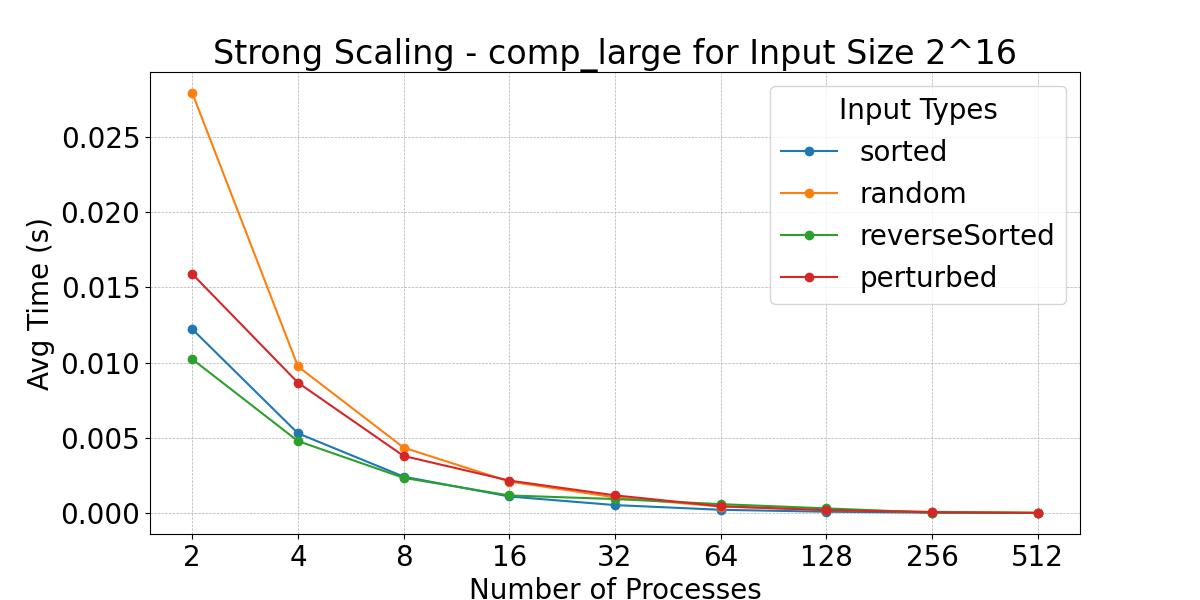 Strong Scaling - comp_large for Input Size 2^16
Input Types
sorted
random
reverseSorted
perturbed
Avg Time (s)
0.025
0.020
0.015
0.010
0.005
0.000
2 4 8 16 32 64 128 256 512
Number of Processes